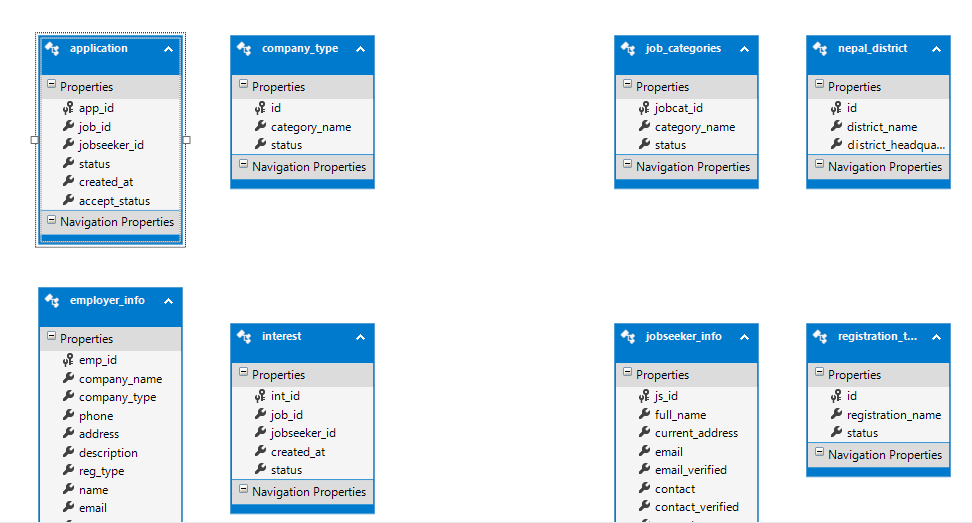 application
Properties
app_id
job_id
jobseeker_id
status
created_at
accept_status
Navigation Properties
company_type
Properties
id
category_name
status
Navigation Properties
job_categories
Properties
jobcat_id
category_name
status
Navigation Properties
nepal_district
Properties
id
district_name
district_headqua...
Navigation Properties
employer_info
Properties
emp_id
company_name
company_type
phone
address
description
reg_type
name
email
interest
Properties
int_id
job_id
jobseeker_id
created_at
status
Navigation Properties
jobseeker_info
Properties
js_id
full_name
current_address
email
email_verified
contact
contact_verified
registration_t...
Properties
id
registration_name
status
Navigation Properties